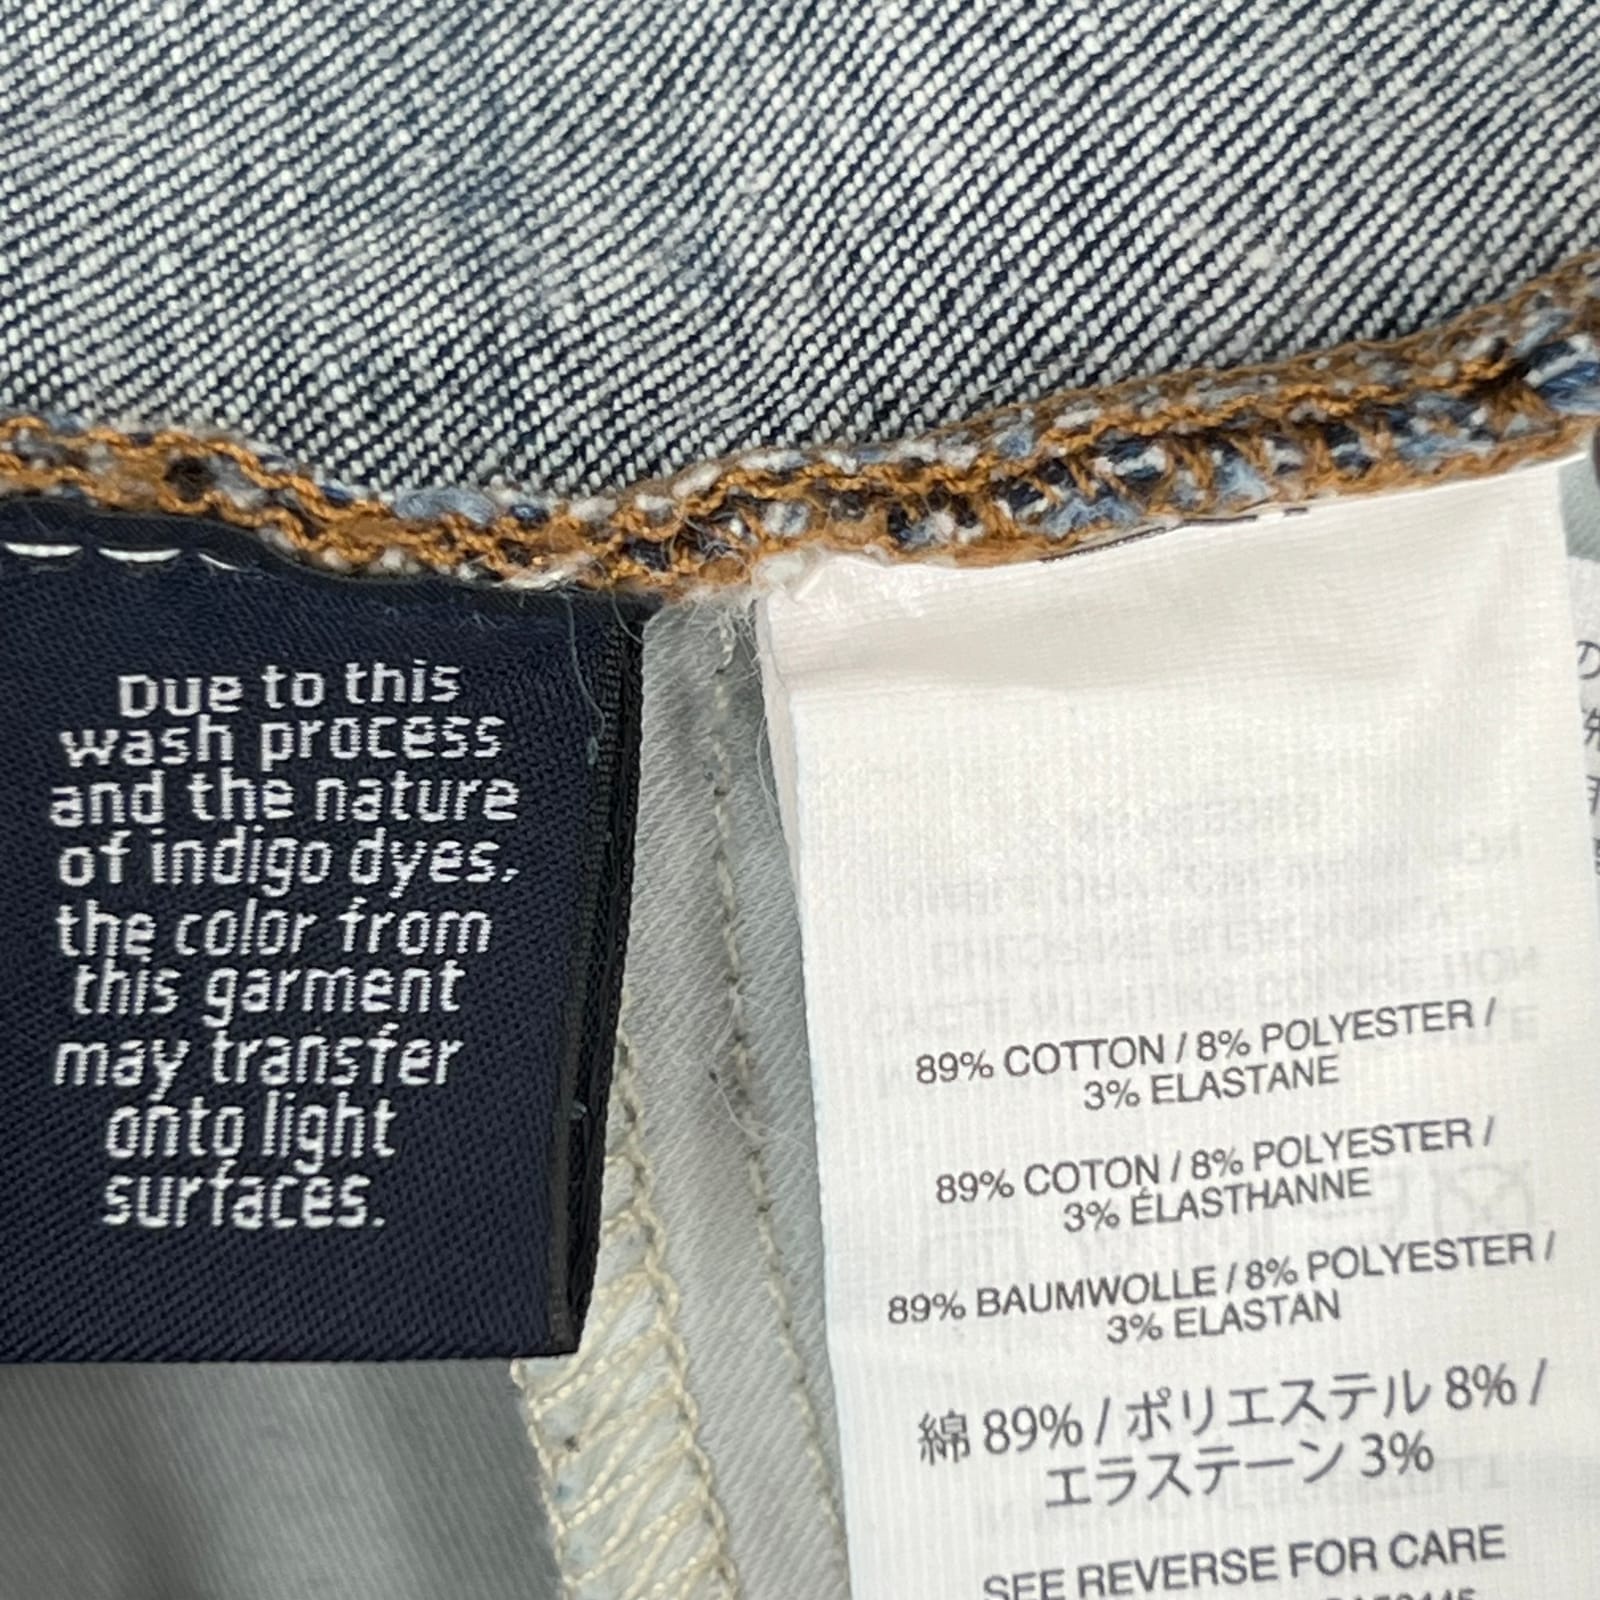 Due to this
wash process
and the nature
of indigo dyes,
the color from
this garment
may transfer
onto light
surfaces.
89% COTTON / 8% POLYESTER /
3% ELASTANE
89% COTON / 8% POLYESTER /
3% ÉLASTHANNE
89% BAUMWOLLE / 8% POLYESTER /
3% ELASTAN
綿 89% / ポリエステル 8% /
エラステーン 3%
SEE REVERSE FOR CARE